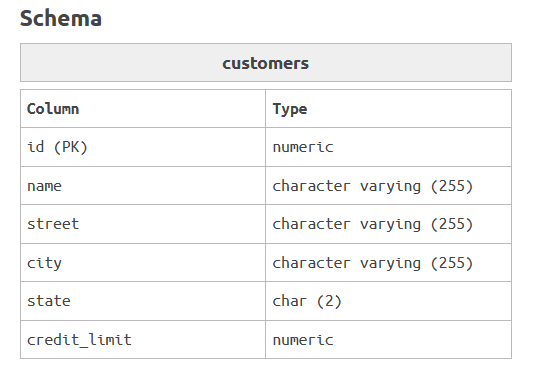 Schema
customers
Column Type
id (PK) numeric
name character varying (255)
street character varying (255)
city character varying (255)
state char (2)
credit_limit numeric